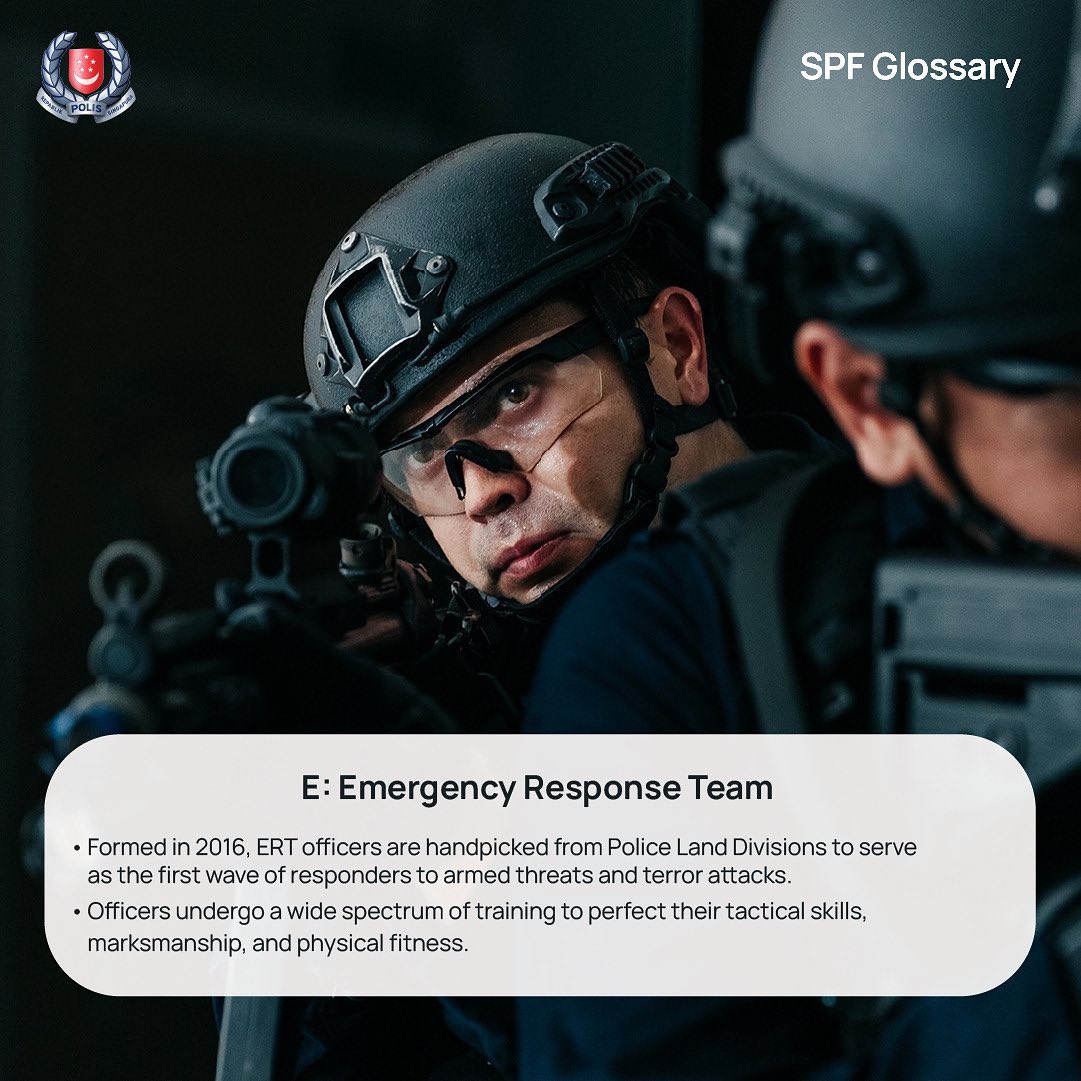 SPF Glossary
REPABLIK POLIS SINGAPURA
E: Emergency Response Team
• Formed in 2016, ERT officers are handpicked from Police Land Divisions to serve
as the first wave of responders to armed threats and terror attacks.
• Officers undergo a wide spectrum of training to perfect their tactical skills,
marksmanship, and physical fitness.